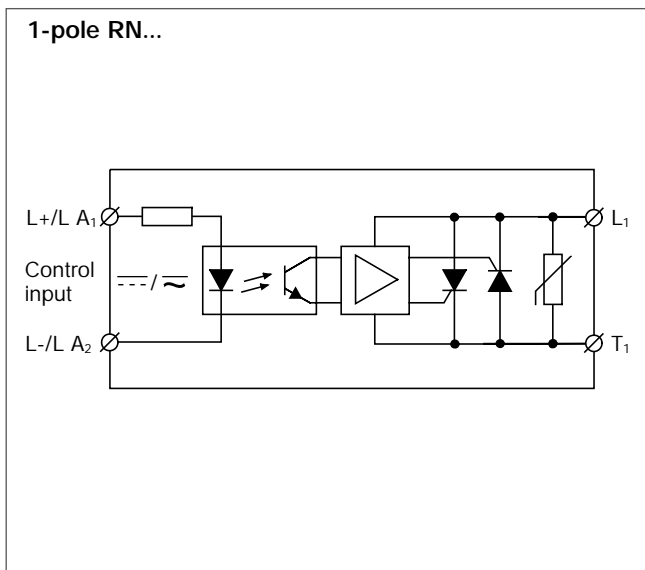 1-pole RN...
L+/L A1
L1
Control
input
L-/L A2
T1